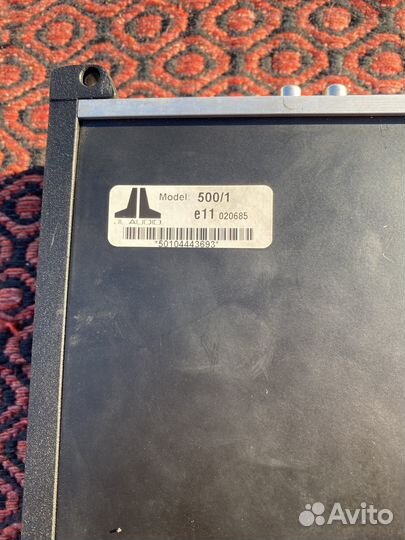 Model 500/1
e11 020685
JL AUDIO
*50104443693*
Avito